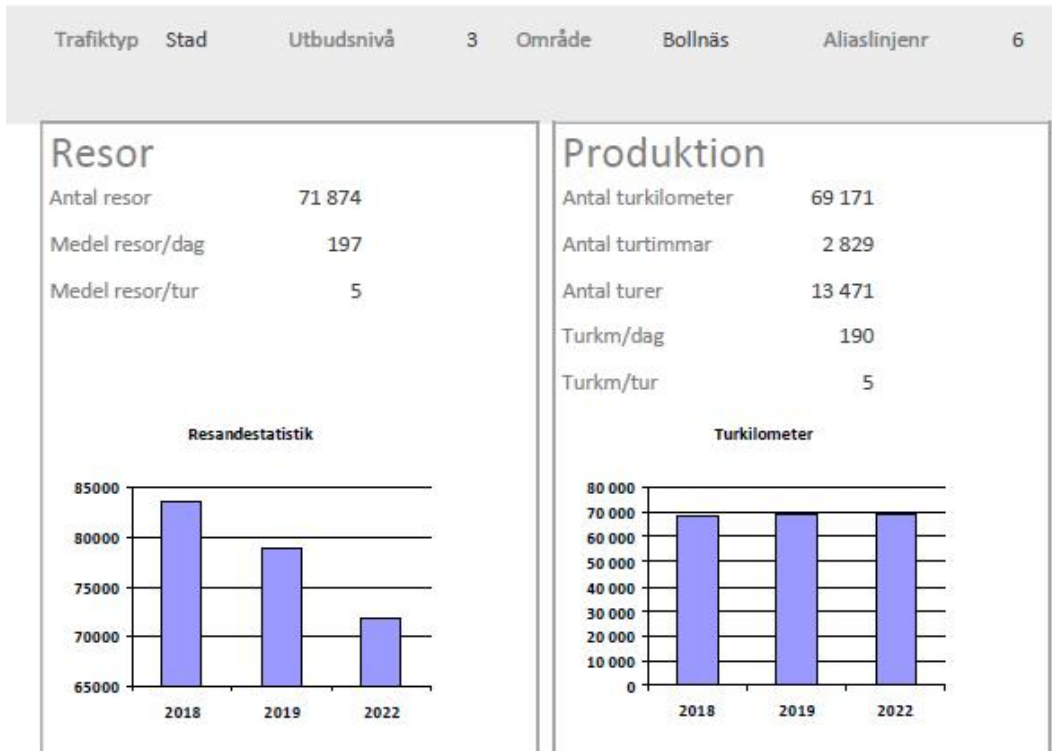 Trafiktyp Stad Utbudsnivå 3 Område Bollnäs Aliaslinjenr 6
Resor
Antal resor 71 874
Medel resor/dag 197
Medel resor/tur 5
Resandestatistik
85000
80000
75000
70000
65000
2018 2019 2022
Produktion
Antal turkilometer 69 171
Antal turtimmar 2 829
Antal turer 13 471
Turkm/dag 190
Turkm/tur 5
Turkilometer
80 000
70 000
60 000
50 000
40 000
30 000
20 000
10 000
0
2018 2019 2022